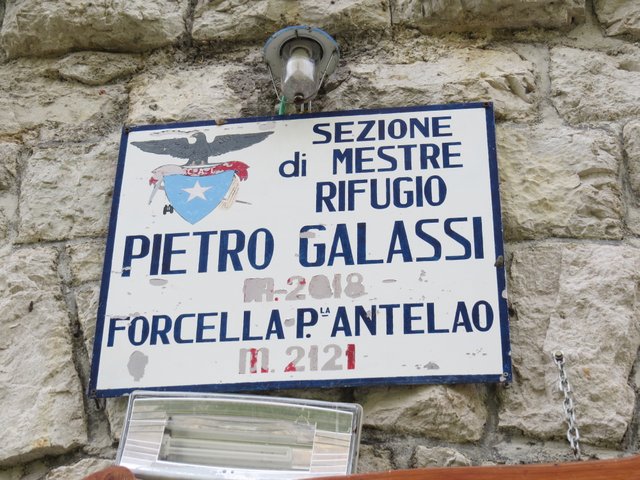 C.A.I.
SEZIONE
di MESTRE
RIFUGIO
PIETRO GALASSI
m. 2018
FORCELLA P.LA ANTELAO
m. 2121